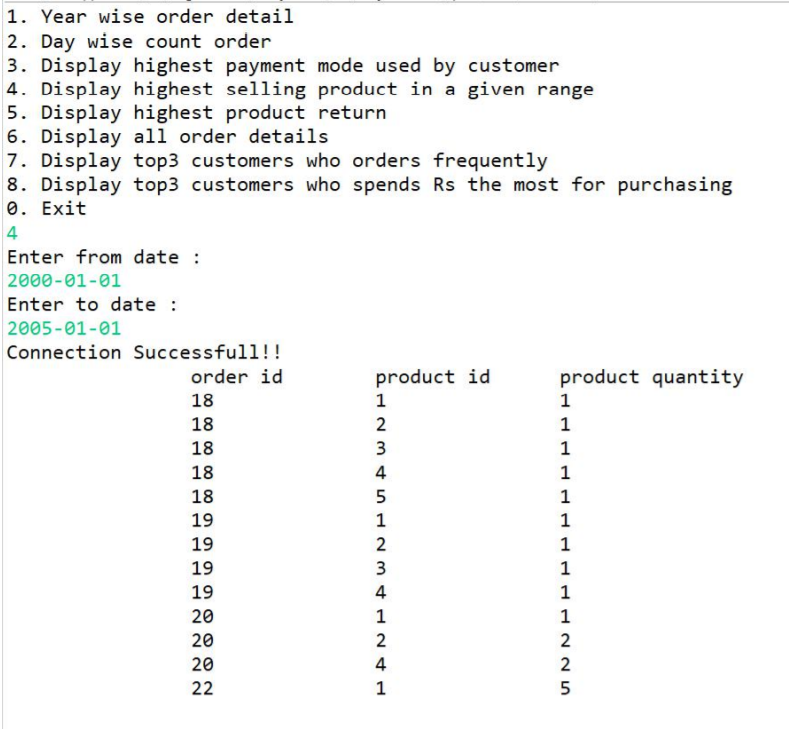 1. Year wise order detail
2. Day wise count order
3. Display highest payment mode used by customer
4. Display highest selling product in a given range
5. Display highest product return
6. Display all order details
7. Display top3 customers who orders frequently
8. Display top3 customers who spends Rs the most for purchasing
0. Exit
4
Enter from date :
2000-01-01
Enter to date :
2005-01-01
Connection Successfull!!
order id product id product quantity
18 1 1
18 2 1
18 3 1
18 4 1
18 5 1
19 1 1
19 2 1
19 3 1
19 4 1
20 1 1
20 2 2
20 4 2
22 1 5